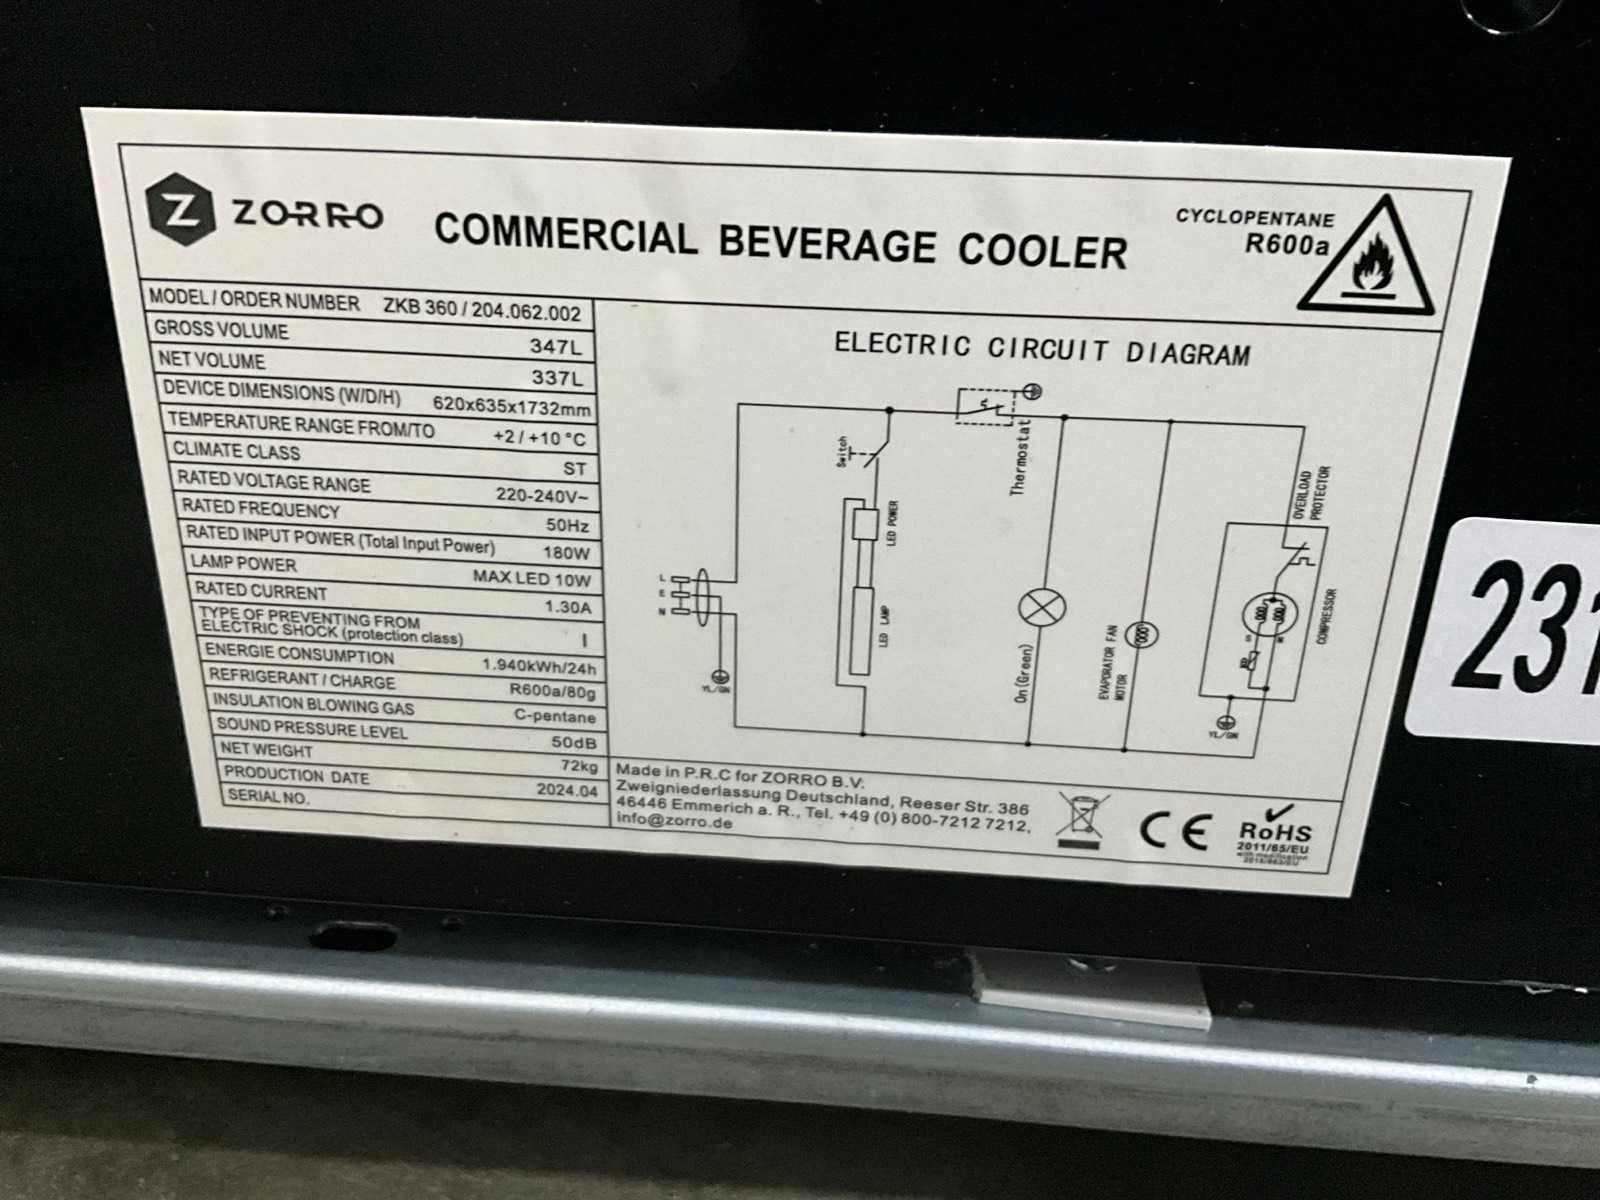 Z ZORRO
COMMERCIAL BEVERAGE COOLER
CYCLOPENTANE
R600a
MODEL / ORDER NUMBER ZKB 360 / 204.062.002
GROSS VOLUME 347L
NET VOLUME 337L
DEVICE DIMENSIONS (W/D/H) 620x635x1732mm
TEMPERATURE RANGE FROM/TO +2 / +10 °C
CLIMATE CLASS ST
RATED VOLTAGE RANGE 220-240V~
RATED FREQUENCY 50Hz
RATED INPUT POWER (Total Input Power) 180W
LAMP POWER MAX LED 10W
RATED CURRENT 1.30A
TYPE OF PREVENTING FROM
ELECTRIC SHOCK (protection class) I
ENERGIE CONSUMPTION 1.940kWh/24h
REFRIGERANT / CHARGE R600a/80g
INSULATION BLOWING GAS C-pentane
SOUND PRESSURE LEVEL 50dB
NET WEIGHT 72kg
PRODUCTION DATE 2024.04
SERIAL NO.
ELECTRIC CIRCUIT DIAGRAM
Switch
Thermostat
LED POWER
LED LAMP
L
E
N
YL/GN
On(Green)
EVAPORATOR FAN
MOTOR
OVERLOAD
PROTECTOR
COMPRESSOR
S
M
YL/GN
Made in P.R.C for ZORRO B.V.
Zweigniederlassung Deutschland, Reeser Str. 386
46446 Emmerich a. R., Tel. +49 (0) 800-7212 7212,
info@zorro.de
CE
RoHS
2011/65/EU
with modification
231